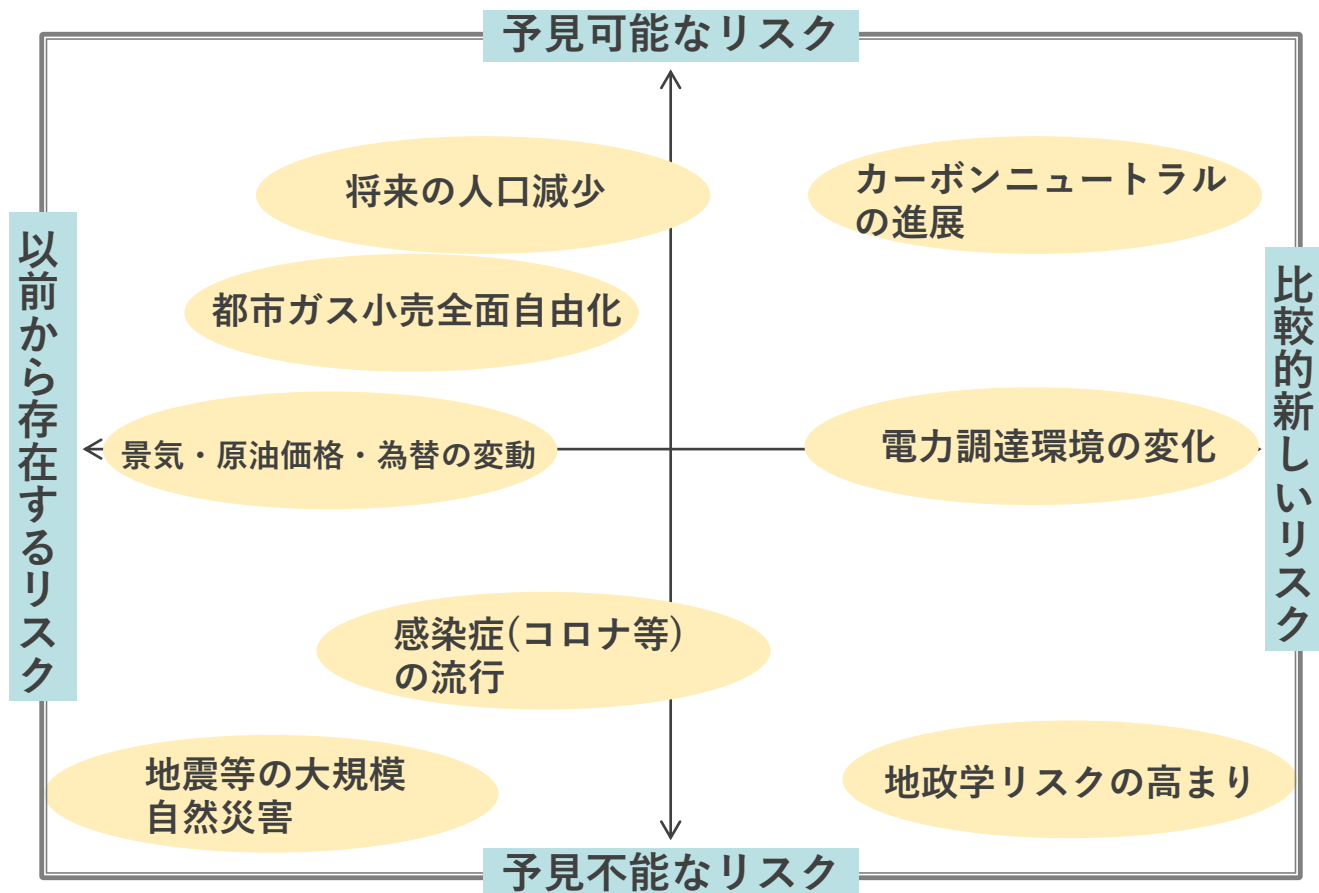 予見可能なリスク
将来の人口減少
カーボンニュートラル
の進展
以前から存在するリスク
都市ガス小売全面自由化
比較的新しいリスク
景気・原油価格・為替の変動
電力調達環境の変化
感染症(コロナ等)
の流行
地震等の大規模
自然災害
地政学リスクの高まり
予見不能なリスク